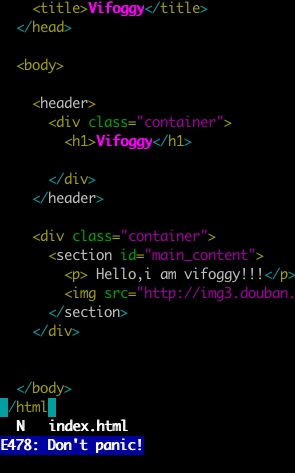 <title>Vifoggy</title>
</head>
<body>
<header>
<div class="container">
<h1>Vifoggy</h1>
</div>
</header>
<div class="container">
<section id="main_content">
<p> Hello,i am vifoggy!!!</p>
<img src="http://img3.douban.
</section>
</div>
</body>
/html
N index.html
E478: Don't panic!